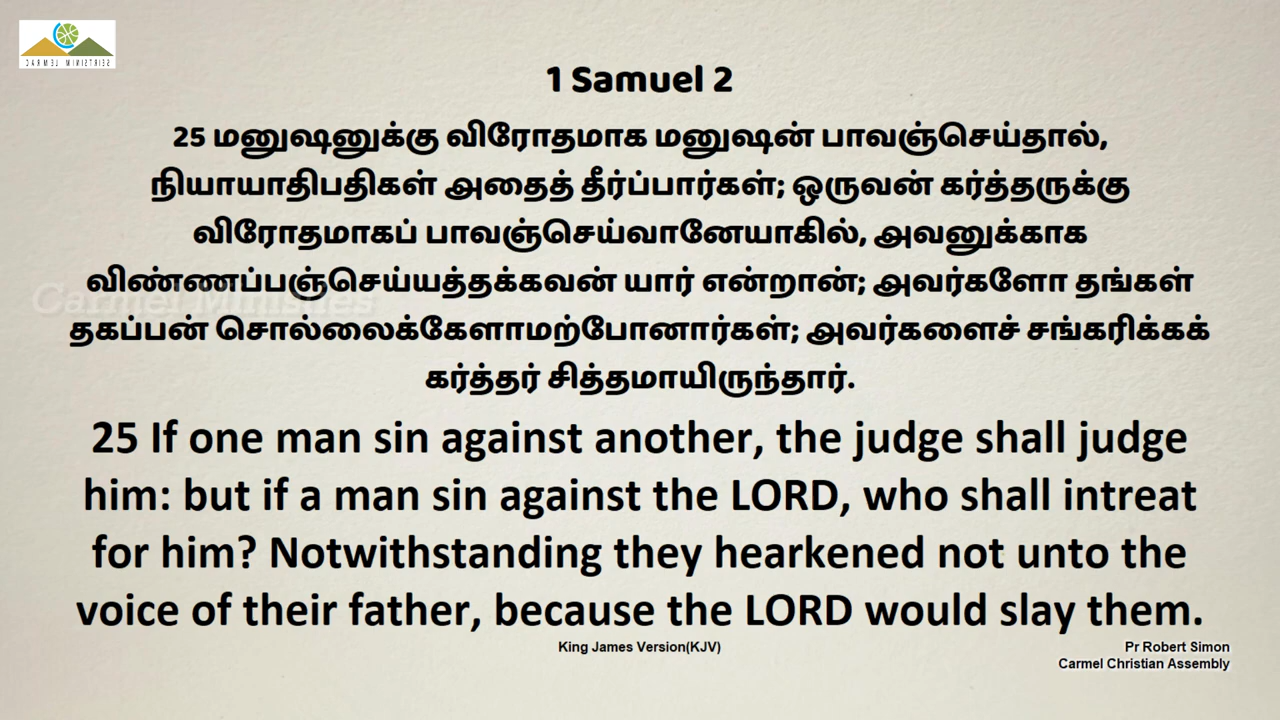 CARMEL MINISTRIES
1 Samuel 2
25 மனுஷனுக்கு விரோதமாக மனுஷன் பாவஞ்செய்தால்,
நியாயாதிபதிகள் அதைத் தீர்ப்பார்கள்; ஒருவன் கர்த்தருக்கு
விரோதமாகப் பாவஞ்செய்வானேயாகில், அவனுக்காக
விண்ணப்பஞ்செய்யத்தக்கவன் யார் என்றான்; அவர்களோ தங்கள்
Carmel Ministies
தகப்பன் சொல்லைக்கேளாமற்போனார்கள்; அவர்களைச் சங்கரிக்கக்
கர்த்தர் சித்தமாயிருந்தார்.
25 If one man sin against another, the judge shall judge
him: but if a man sin against the LORD, who shall intreat
for him? Notwithstanding they hearkened not unto the
voice of their father, because the LORD would slay them.
King James Version(KJV)
Pr Robert Simon
Carmel Christian Assembly